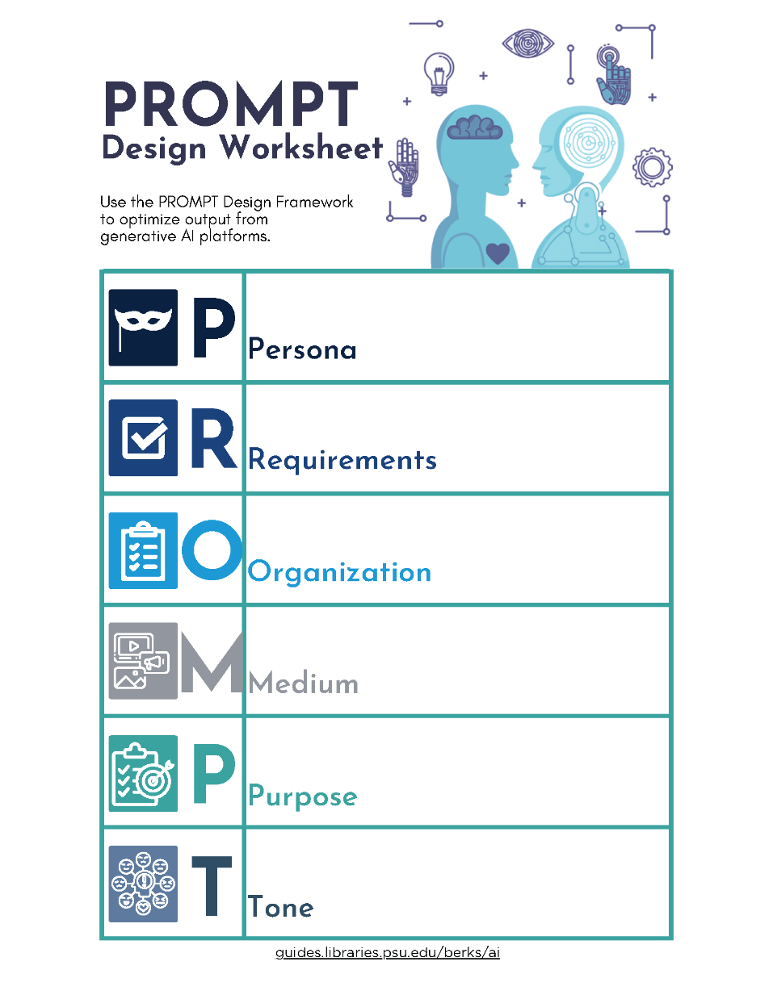 PROMPT
Design Worksheet
Use the PROMPT Design Framework
to optimize output from
generative AI platforms.
P
Persona
R
Requirements
O
Organization
M
Medium
P
Purpose
T
Tone
guides.libraries.psu.edu/berks/ai